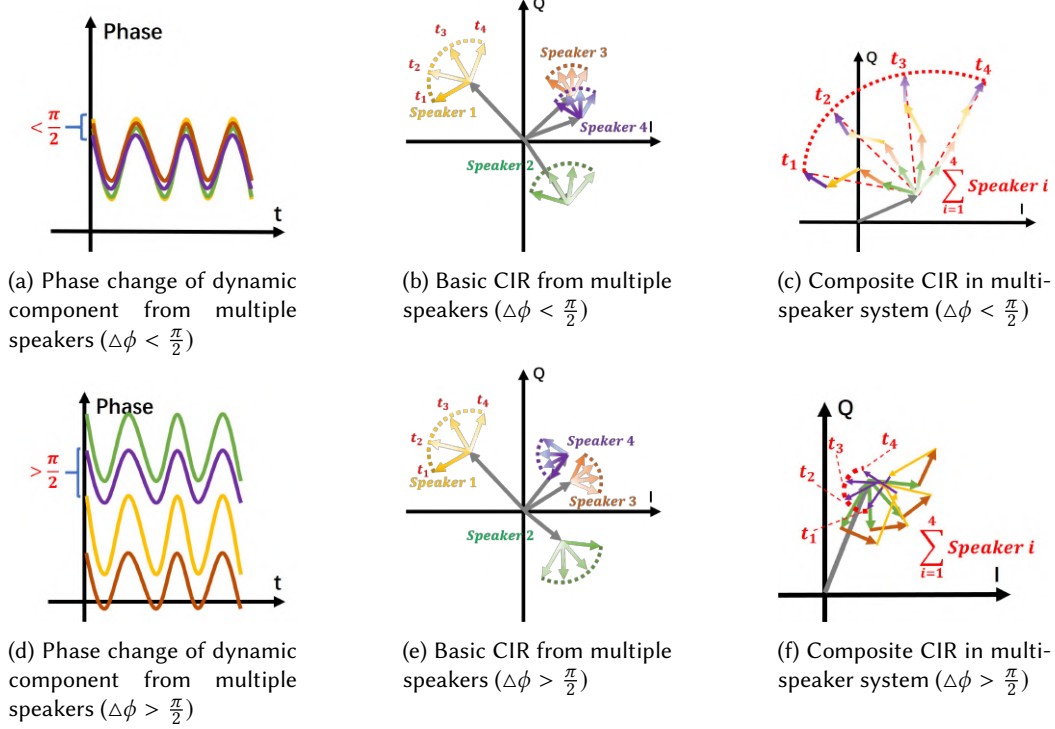 Phase
< π/2
t
(a) Phase change of dynamic
component from multiple
speakers (△ϕ < π/2)
Q
t₁
t₂
t₃
t₄
Speaker 1
Speaker 3
Speaker 4
I
Speaker 2
(b) Basic CIR from multiple
speakers (△ϕ < π/2)
Q
t₁
t₂
t₃
t₄
4
∑ Speaker i
i=1
I
(c) Composite CIR in multi-
speaker system (△ϕ < π/2)
Phase
> π/2
t
(d) Phase change of dynamic
component from multiple
speakers (△ϕ > π/2)
Q
t₁
t₂
t₃
t₄
Speaker 1
Speaker 4
Speaker 3
I
Speaker 2
(e) Basic CIR from multiple
speakers (△ϕ > π/2)
Q
t₃
t₄
t₂
t₁
4
∑ Speaker i
i=1
I
(f) Composite CIR in multi-
speaker system (△ϕ > π/2)